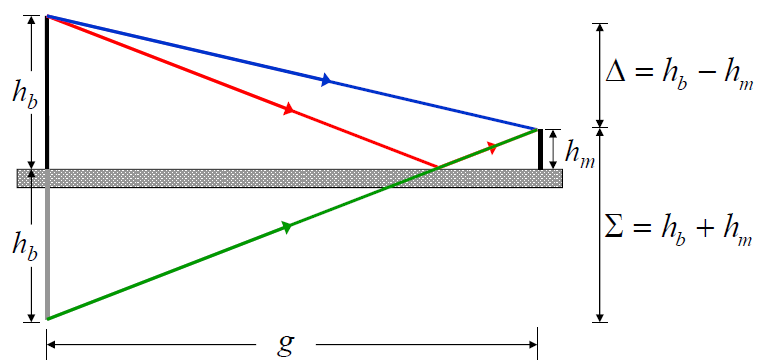 h_b
Δ = h_b − h_m
h_m
h_b
Σ = h_b + h_m
g